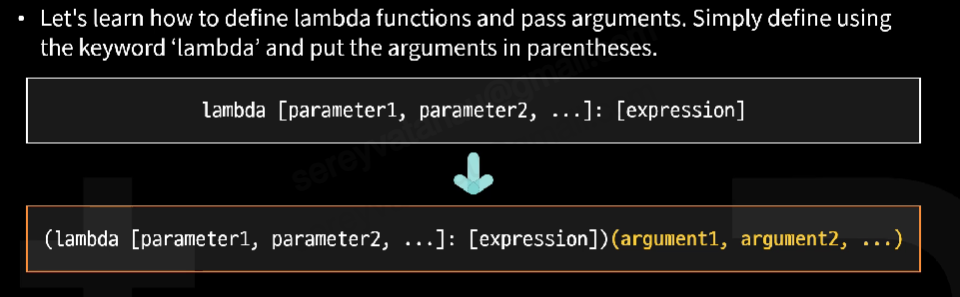 • Let's learn how to define lambda functions and pass arguments. Simply define using
the keyword ‘lambda’ and put the arguments in parentheses.
lambda [parameter1, parameter2, ...]: [expression]
(lambda [parameter1, parameter2, ...]: [expression])(argument1, argument2, ...)